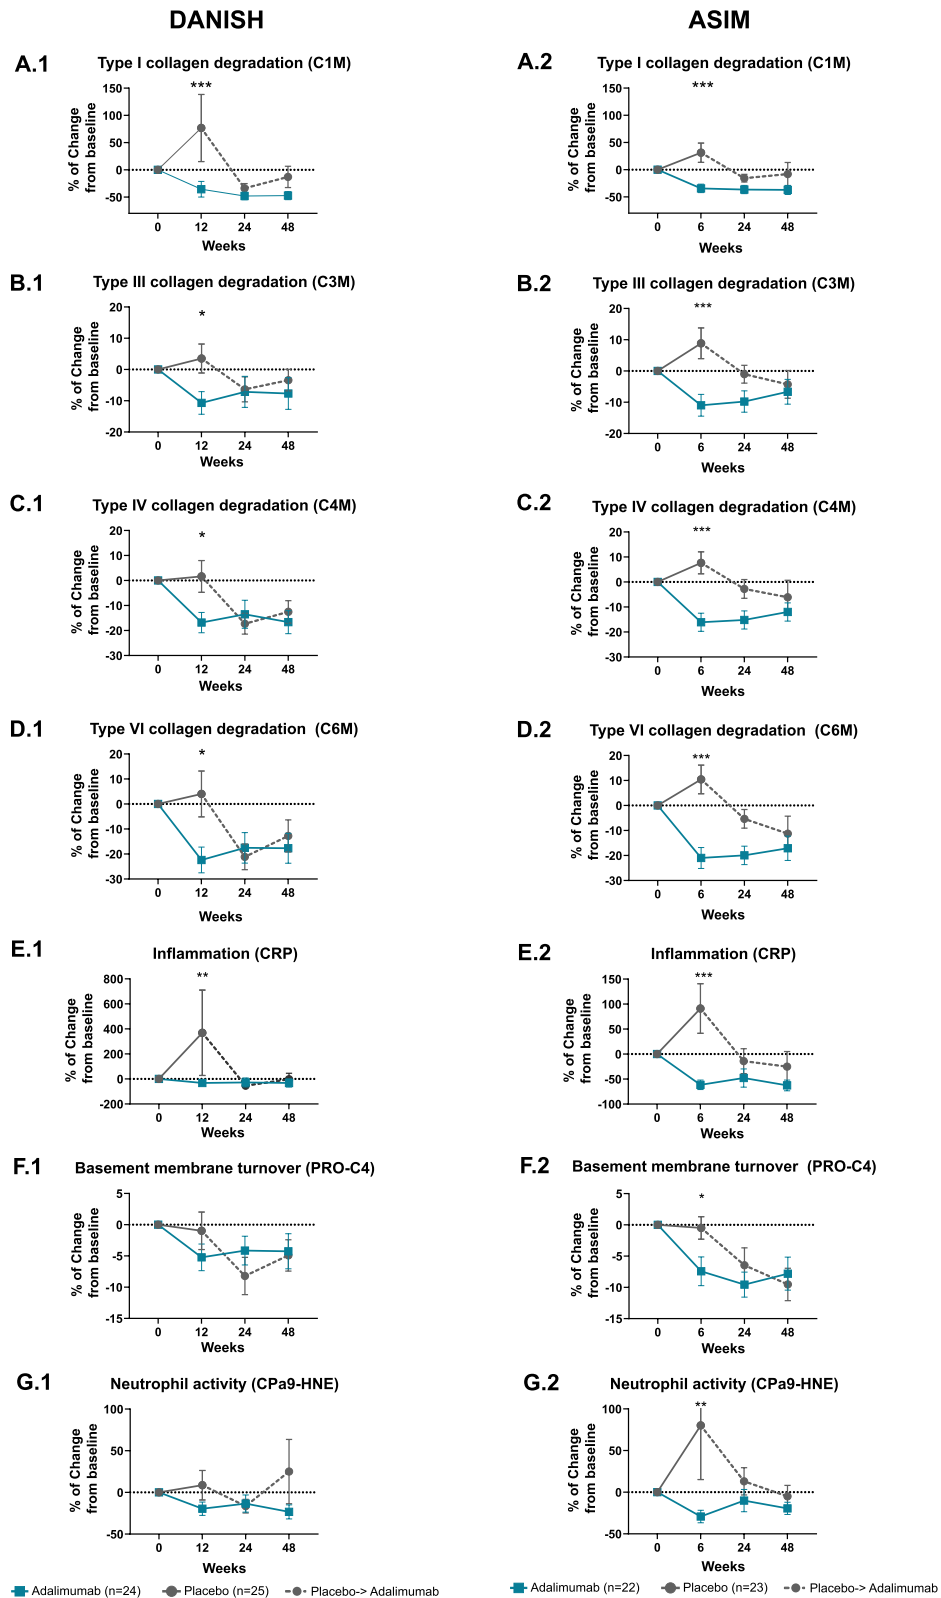 DANISH
ASIM
A.1
Type I collagen degradation (C1M)
***
% of Change
from baseline
150
100
50
0
-50
0 12 24 48
Weeks
A.2
Type I collagen degradation (C1M)
***
% of Change
from baseline
150
100
50
0
-50
0 6 24 48
Weeks
B.1
Type III collagen degradation (C3M)
*
% of Change
from baseline
20
10
0
-10
-20
0 12 24 48
Weeks
B.2
Type III collagen degradation (C3M)
***
% of Change
from baseline
20
10
0
-10
-20
0 6 24 48
Weeks
C.1
Type IV collagen degradation (C4M)
*
% of Change
from baseline
20
10
0
-10
-20
-30
0 12 24 48
Weeks
C.2
Type IV collagen degradation (C4M)
***
% of Change
from baseline
20
10
0
-10
-20
-30
0 6 24 48
Weeks
D.1
Type VI collagen degradation (C6M)
*
% of Change
from baseline
20
10
0
-10
-20
-30
0 12 24 48
Weeks
D.2
Type VI collagen degradation (C6M)
***
% of Change
from baseline
20
10
0
-10
-20
-30
0 6 24 48
Weeks
E.1
Inflammation (CRP)
**
% of Change
from baseline
800
600
400
200
0
-200
0 12 24 48
Weeks
E.2
Inflammation (CRP)
***
% of Change
from baseline
150
100
50
0
-50
-100
0 6 24 48
Weeks
F.1
Basement membrane turnover (PRO-C4)
% of Change
from baseline
5
0
-5
-10
-15
0 12 24 48
Weeks
F.2
Basement membrane turnover (PRO-C4)
*
% of Change
from baseline
5
0
-5
-10
-15
0 6 24 48
Weeks
G.1
Neutrophil activity (CPa9-HNE)
% of Change
from baseline
100
50
0
-50
0 12 24 48
Weeks
G.2
Neutrophil activity (CPa9-HNE)
**
% of Change
from baseline
100
50
0
-50
0 6 24 48
Weeks
Adalimumab (n=24) Placebo (n=25) Placebo-> Adalimumab
Adalimumab (n=22) Placebo (n=23) Placebo-> Adalimumab